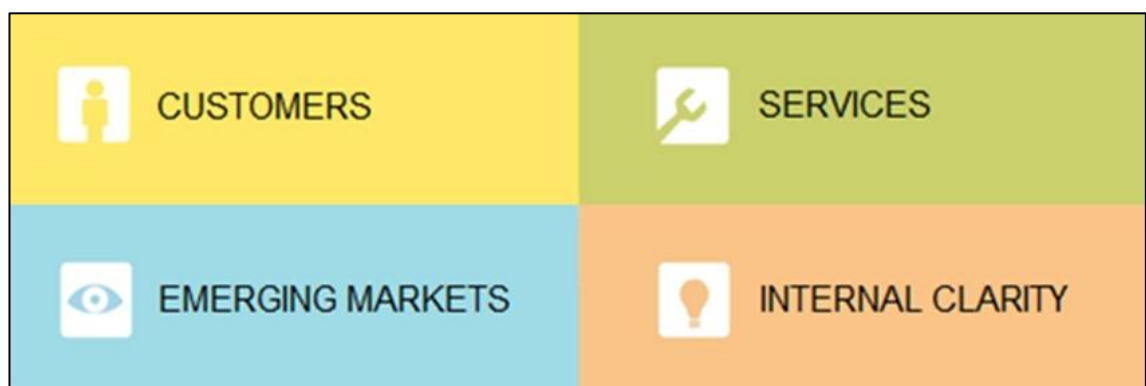 CUSTOMERS
SERVICES
EMERGING MARKETS
INTERNAL CLARITY